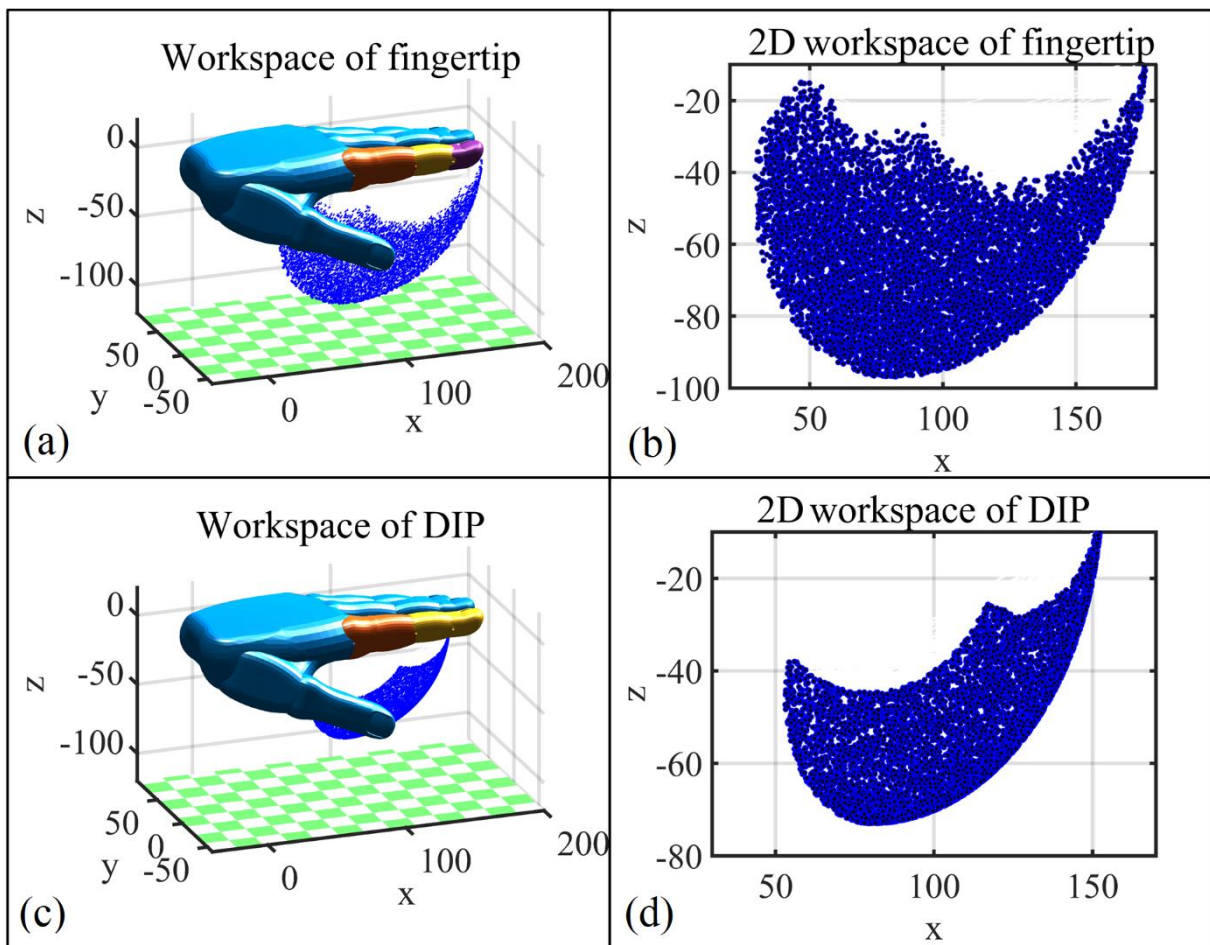 Workspace of fingertip
0
-50
-100
z
50
0
-50
y
0
100
200
x
(a)
2D workspace of fingertip
-20
-40
-60
-80
-100
z
50
100
150
x
(b)
Workspace of DIP
0
-50
-100
z
50
0
-50
y
0
100
200
x
(c)
2D workspace of DIP
-20
-40
-60
-80
z
50
100
150
x
(d)